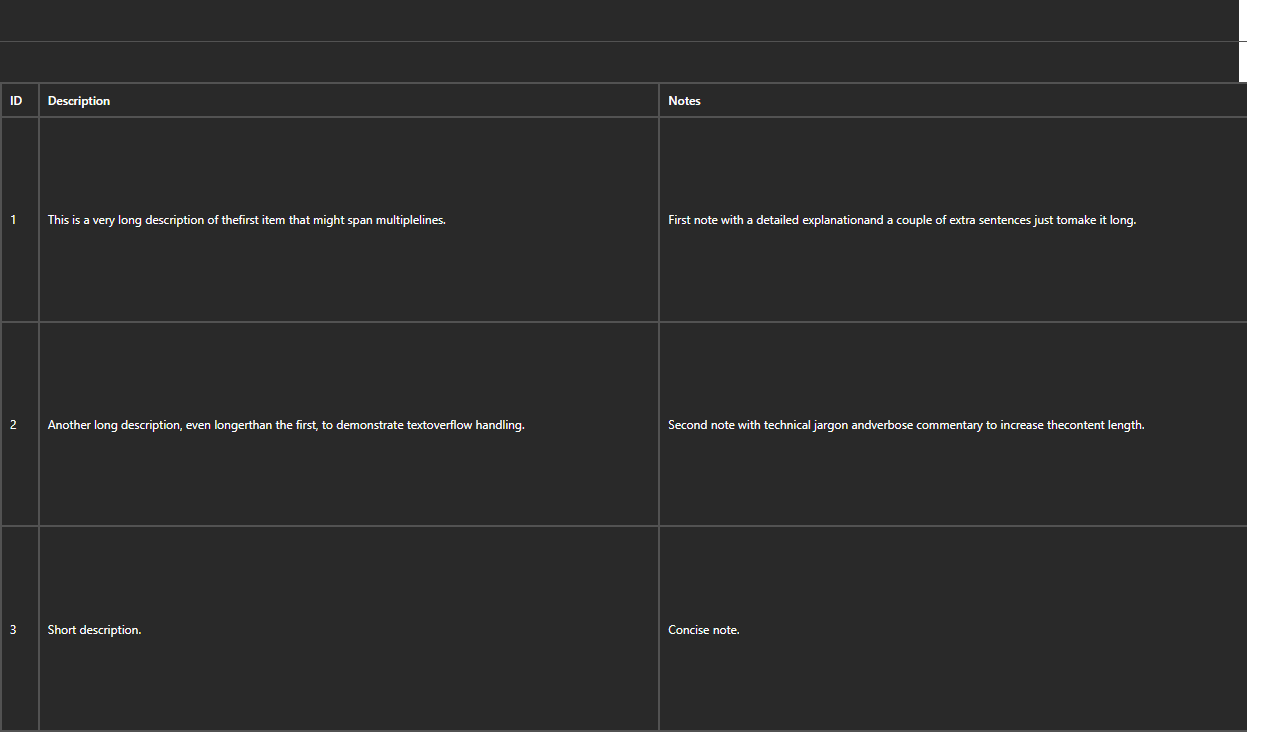 ID Description Notes
1 This is a very long description of thefirst item that might span multiplelines. First note with a detailed explanationand a couple of extra sentences just tomake it long.
2 Another long description, even longerthan the first, to demonstrate textoverflow handling. Second note with technical jargon andverbose commentary to increase thecontent length.
3 Short description. Concise note.